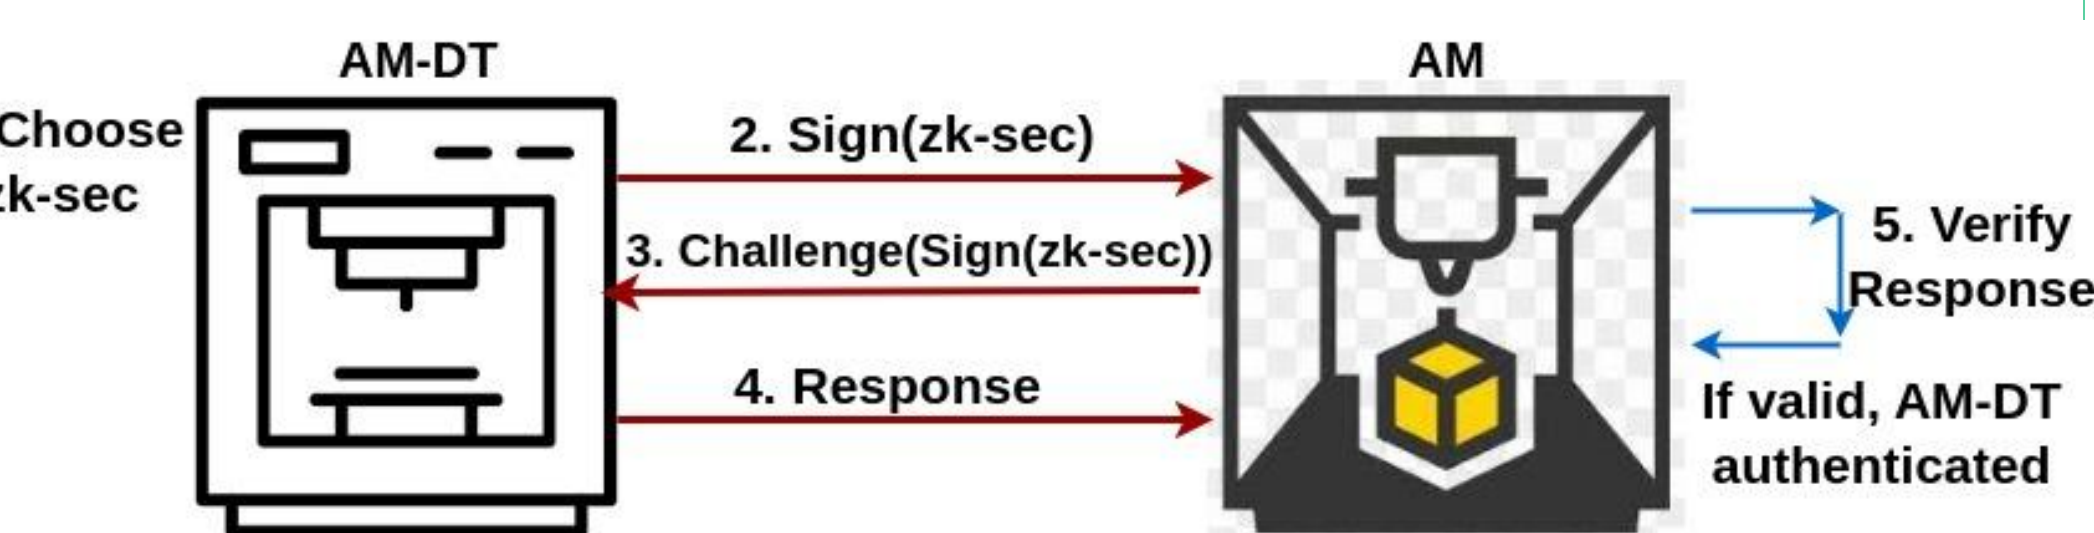 AM-DT
AM
Choose
zk-sec
2. Sign(zk-sec)
3. Challenge(Sign(zk-sec))
4. Response
5. Verify
Response
If valid, AM-DT
authenticated